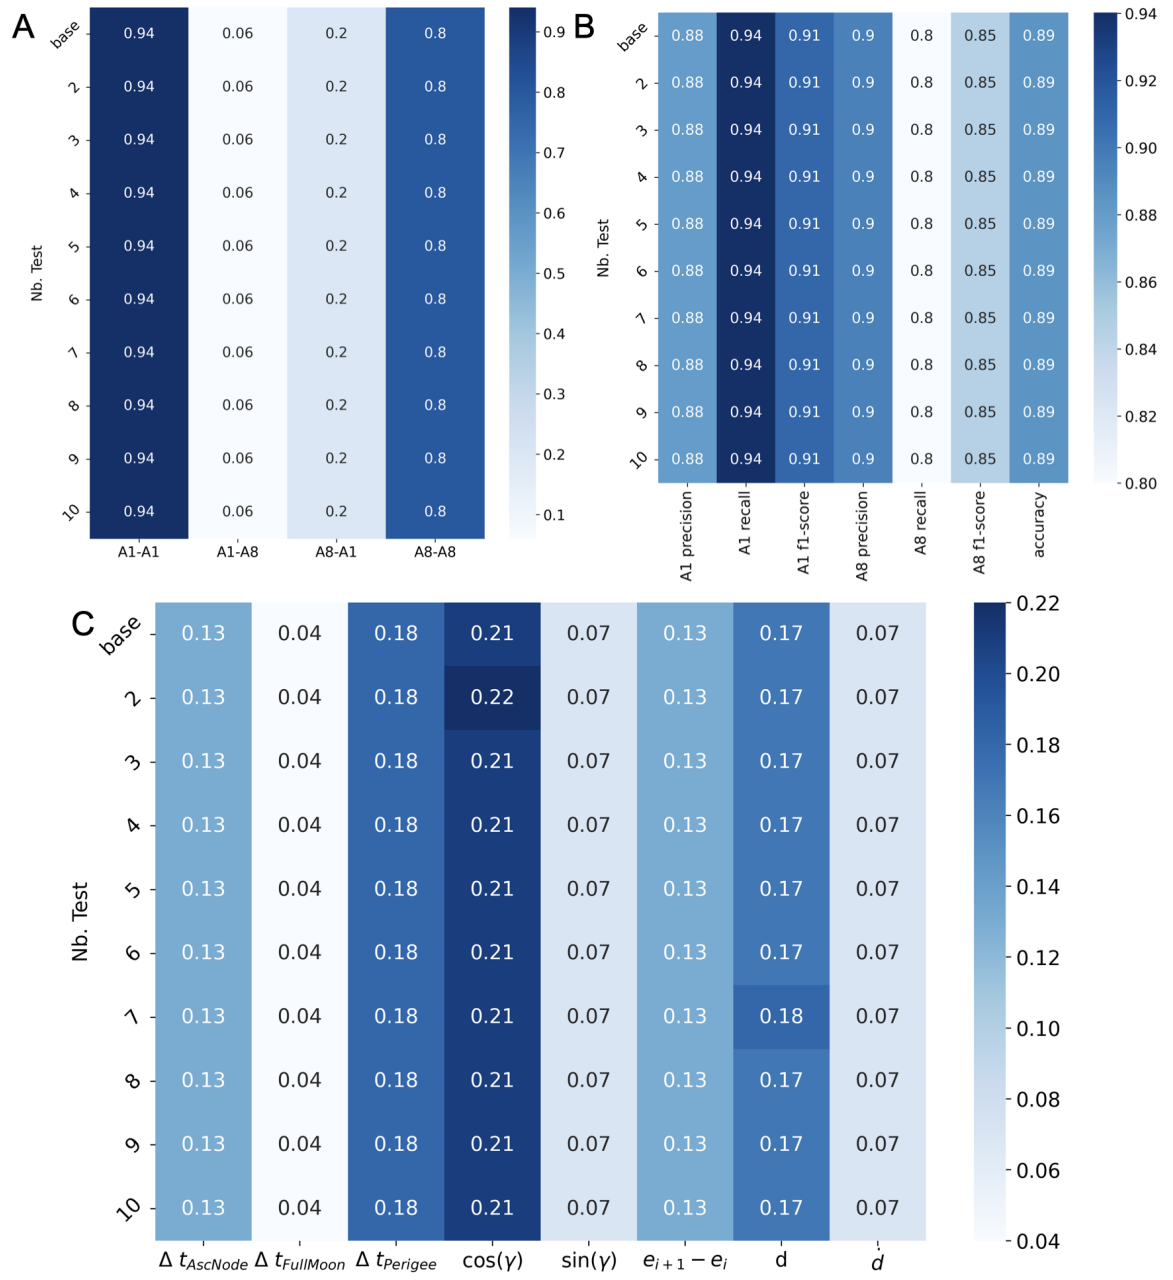 A
base 0.94 0.06 0.2 0.8
2 0.94 0.06 0.2 0.8
3 0.94 0.06 0.2 0.8
4 0.94 0.06 0.2 0.8
5 0.94 0.06 0.2 0.8
6 0.94 0.06 0.2 0.8
7 0.94 0.06 0.2 0.8
8 0.94 0.06 0.2 0.8
9 0.94 0.06 0.2 0.8
10 0.94 0.06 0.2 0.8
Nb. Test
A1-A1 A1-A8 A8-A1 A8-A8
0.9
0.8
0.7
0.6
0.5
0.4
0.3
0.2
0.1
B
base 0.88 0.94 0.91 0.9 0.8 0.85 0.89
2 0.88 0.94 0.91 0.9 0.8 0.85 0.89
3 0.88 0.94 0.91 0.9 0.8 0.85 0.89
4 0.88 0.94 0.91 0.9 0.8 0.85 0.89
5 0.88 0.94 0.91 0.9 0.8 0.85 0.89
6 0.88 0.94 0.91 0.9 0.8 0.85 0.89
7 0.88 0.94 0.91 0.9 0.8 0.85 0.89
8 0.88 0.94 0.91 0.9 0.8 0.85 0.89
9 0.88 0.94 0.91 0.9 0.8 0.85 0.89
10 0.88 0.94 0.91 0.9 0.8 0.85 0.89
Nb. Test
A1 precision
A1 recall
A1 f1-score
A8 precision
A8 recall
A8 f1-score
accuracy
0.94
0.92
0.90
0.88
0.86
0.84
0.82
0.80
C
base 0.13 0.04 0.18 0.21 0.07 0.13 0.17 0.07
2 0.13 0.04 0.18 0.22 0.07 0.13 0.17 0.07
3 0.13 0.04 0.18 0.21 0.07 0.13 0.17 0.07
4 0.13 0.04 0.18 0.21 0.07 0.13 0.17 0.07
5 0.13 0.04 0.18 0.21 0.07 0.13 0.17 0.07
6 0.13 0.04 0.18 0.21 0.07 0.13 0.17 0.07
7 0.13 0.04 0.18 0.21 0.07 0.13 0.18 0.07
8 0.13 0.04 0.18 0.21 0.07 0.13 0.17 0.07
9 0.13 0.04 0.18 0.21 0.07 0.13 0.17 0.07
10 0.13 0.04 0.18 0.21 0.07 0.13 0.17 0.07
Nb. Test
Δ t_AscNode Δ t_FullMoon Δ t_Perigee cos(γ) sin(γ) e_{i+1} − e_i d ḋ
0.22
0.20
0.18
0.16
0.14
0.12
0.10
0.08
0.06
0.04